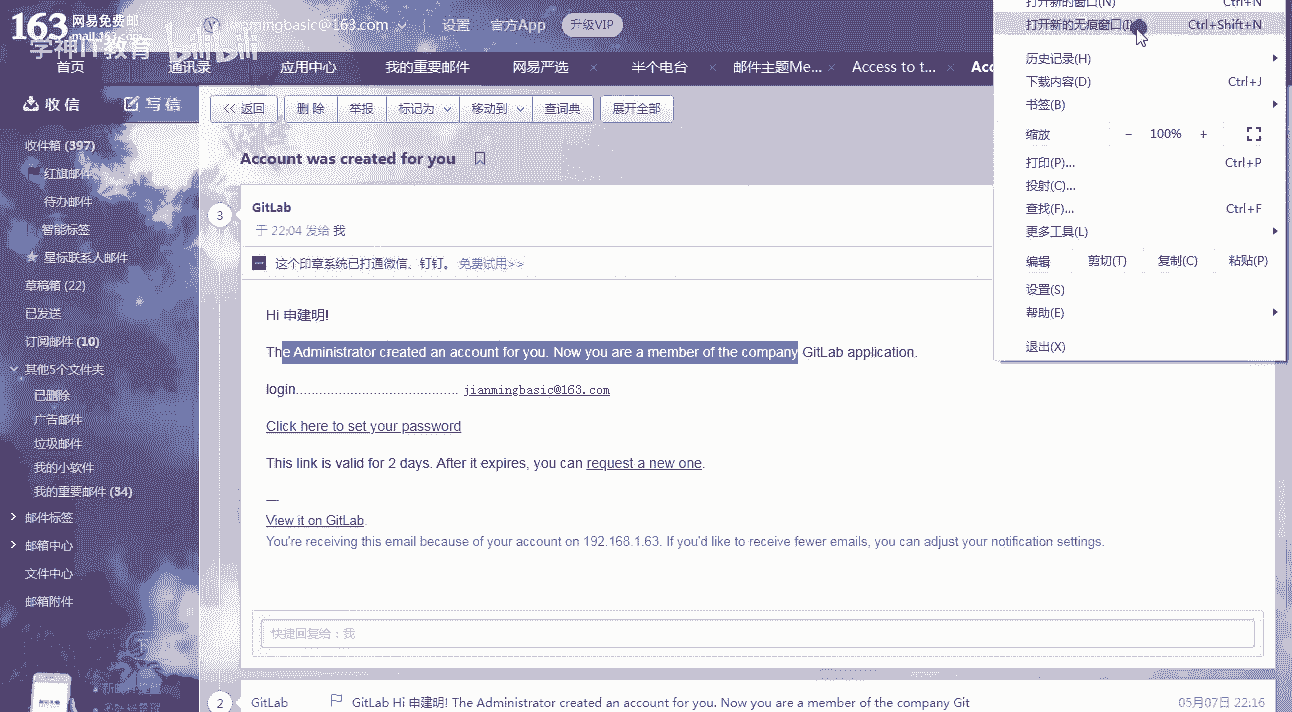 163 网易免费邮
mail.163.com
jianmingbasic@163.com 设置 官方App 升级VIP
学神IT教育 bilibili
首页 通讯录 应用中心 我的重要邮件 网易严选 × 半个电台 × 邮件主题Me... × Access to t... × Acc
收信 写信
<< 返回 删除 举报 标记为 移动到 查词典 展开全部
收件箱 (397)
红旗邮件
待办邮件
智能标签
星标联系人邮件
草稿箱 (22)
已发送
订阅邮件 (10)
其他5个文件夹
已删除
广告邮件
垃圾邮件
我的小软件
我的重要邮件 (34)
邮件标签
邮箱中心
文件中心
邮箱附件
Account was created for you
3
GitLab
于 22:04 发给 我
这个印章系统已打通微信、钉钉。 免费试用>>
Hi 申建明!
The Administrator created an account for you. Now you are a member of the company GitLab application.
login.......................................... jianmingbasic@163.com
Click here to set your password
This link is valid for 2 days. After it expires, you can request a new one.
—
View it on GitLab.
You're receiving this email because of your account on 192.168.1.63. If you'd like to receive fewer emails, you can adjust your notification settings.
快捷回复给：我
2 GitLab GitLab Hi 申建明! The Administrator created an account for you. Now you are a member of the company Git 05月07日 22:16
打开新的窗口(N) Ctrl+N
打开新的无痕窗口(I) Ctrl+Shift+N
历史记录(H)
下载内容(D) Ctrl+J
书签(B)
缩放 − 100% +
打印(P)... Ctrl+P
投射(C)...
查找(F)... Ctrl+F
更多工具(L)
编辑 剪切(T) 复制(C) 粘贴(P)
设置(S)
帮助(E)
退出(X)